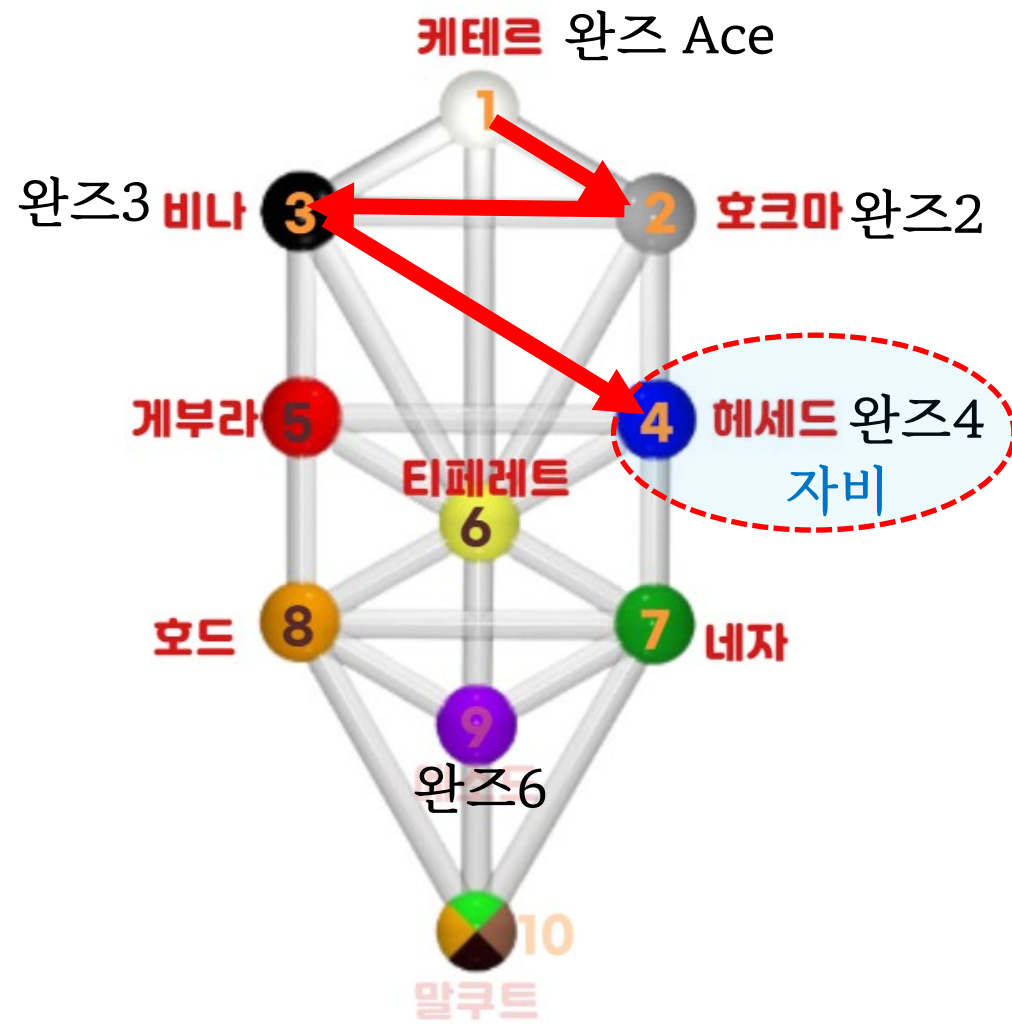 케테르 완즈 Ace
1
완즈3 비나 3
2 호크마 완즈2
게부라 5
4 헤세드 완즈4
자비
티페레트
6
호드 8
7 네자
9
완즈6
10
말쿠트